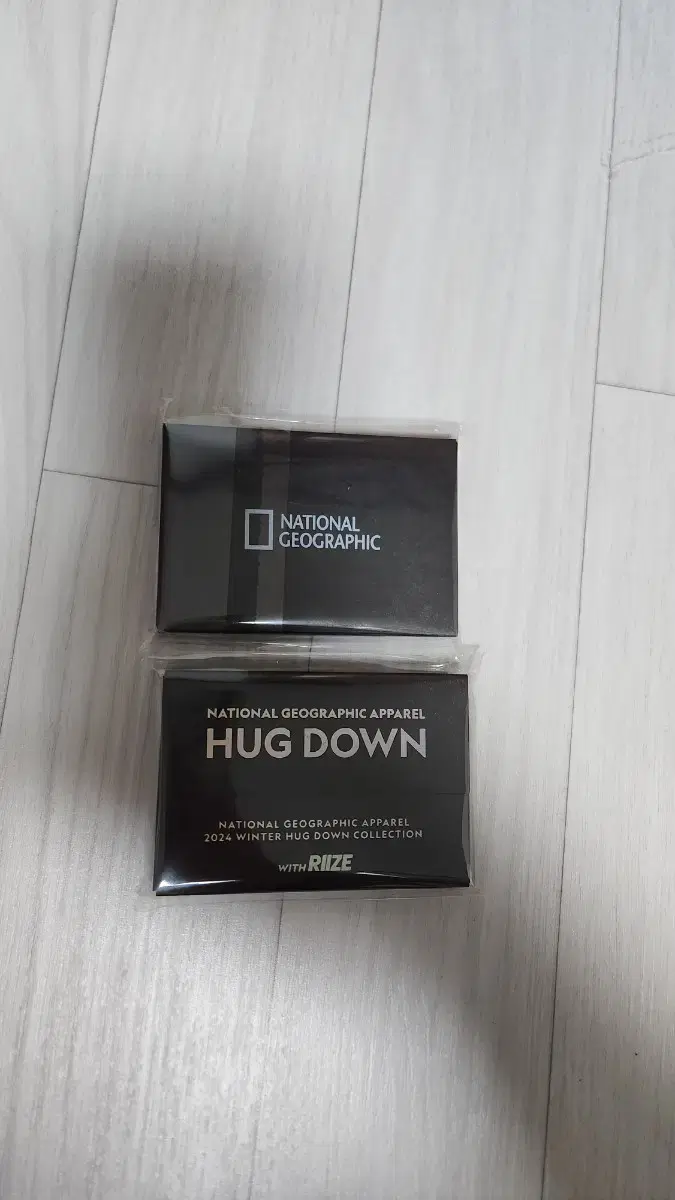 NATIONAL
GEOGRAPHIC
NATIONAL GEOGRAPHIC APPAREL
HUG DOWN
NATIONAL GEOGRAPHIC APPAREL
2024 WINTER HUG DOWN COLLECTION
WITH RIIZE